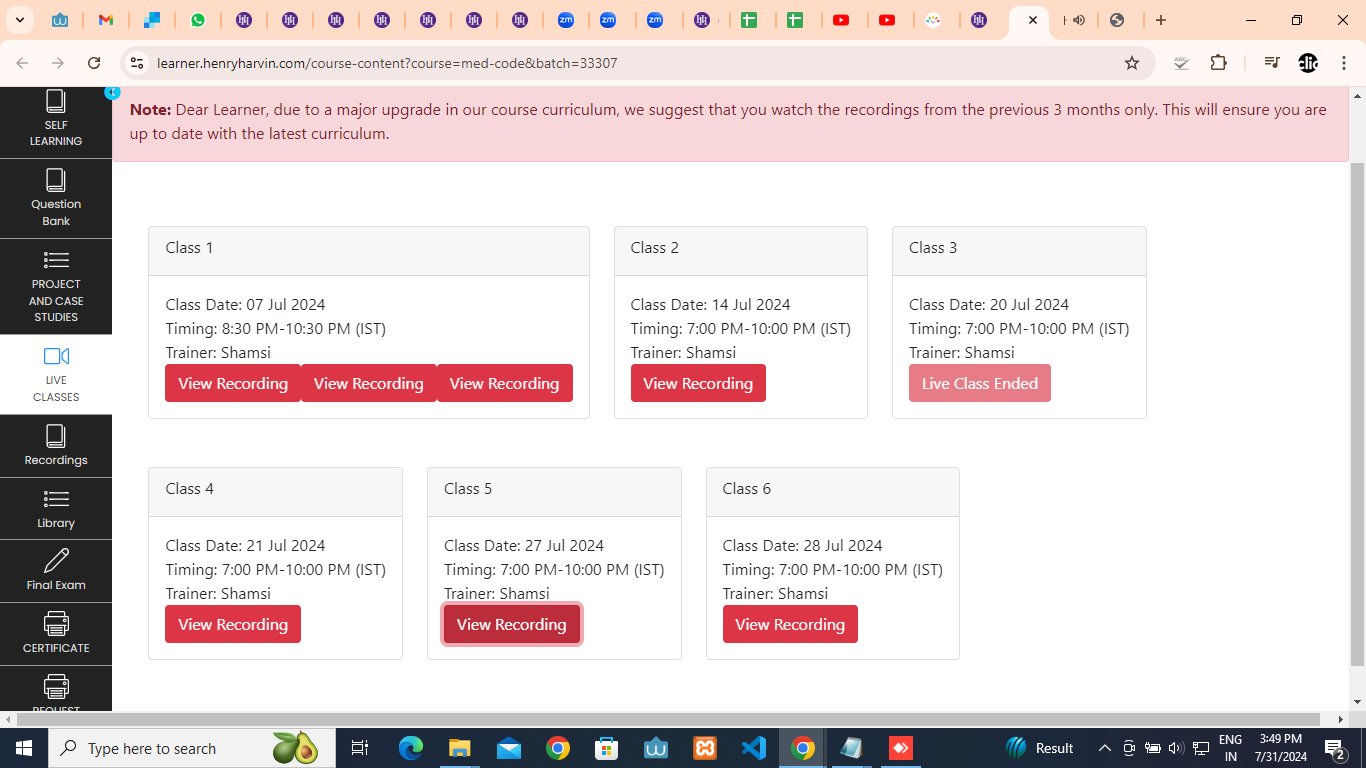 learner.henryharvin.com/course-content?course=med-code&batch=33307
SELF
LEARNING
Question
Bank
PROJECT
AND CASE
STUDIES
LIVE
CLASSES
Recordings
Library
Final Exam
CERTIFICATE
REQUEST
Note: Dear Learner, due to a major upgrade in our course curriculum, we suggest that you watch the recordings from the previous 3 months only. This will ensure you are
up to date with the latest curriculum.
Class 1
Class Date: 07 Jul 2024
Timing: 8:30 PM-10:30 PM (IST)
Trainer: Shamsi
View Recording View Recording View Recording
Class 2
Class Date: 14 Jul 2024
Timing: 7:00 PM-10:00 PM (IST)
Trainer: Shamsi
View Recording
Class 3
Class Date: 20 Jul 2024
Timing: 7:00 PM-10:00 PM (IST)
Trainer: Shamsi
Live Class Ended
Class 4
Class Date: 21 Jul 2024
Timing: 7:00 PM-10:00 PM (IST)
Trainer: Shamsi
View Recording
Class 5
Class Date: 27 Jul 2024
Timing: 7:00 PM-10:00 PM (IST)
Trainer: Shamsi
View Recording
Class 6
Class Date: 28 Jul 2024
Timing: 7:00 PM-10:00 PM (IST)
Trainer: Shamsi
View Recording
Type here to search
Result
ENG
IN
3:49 PM
7/31/2024
2